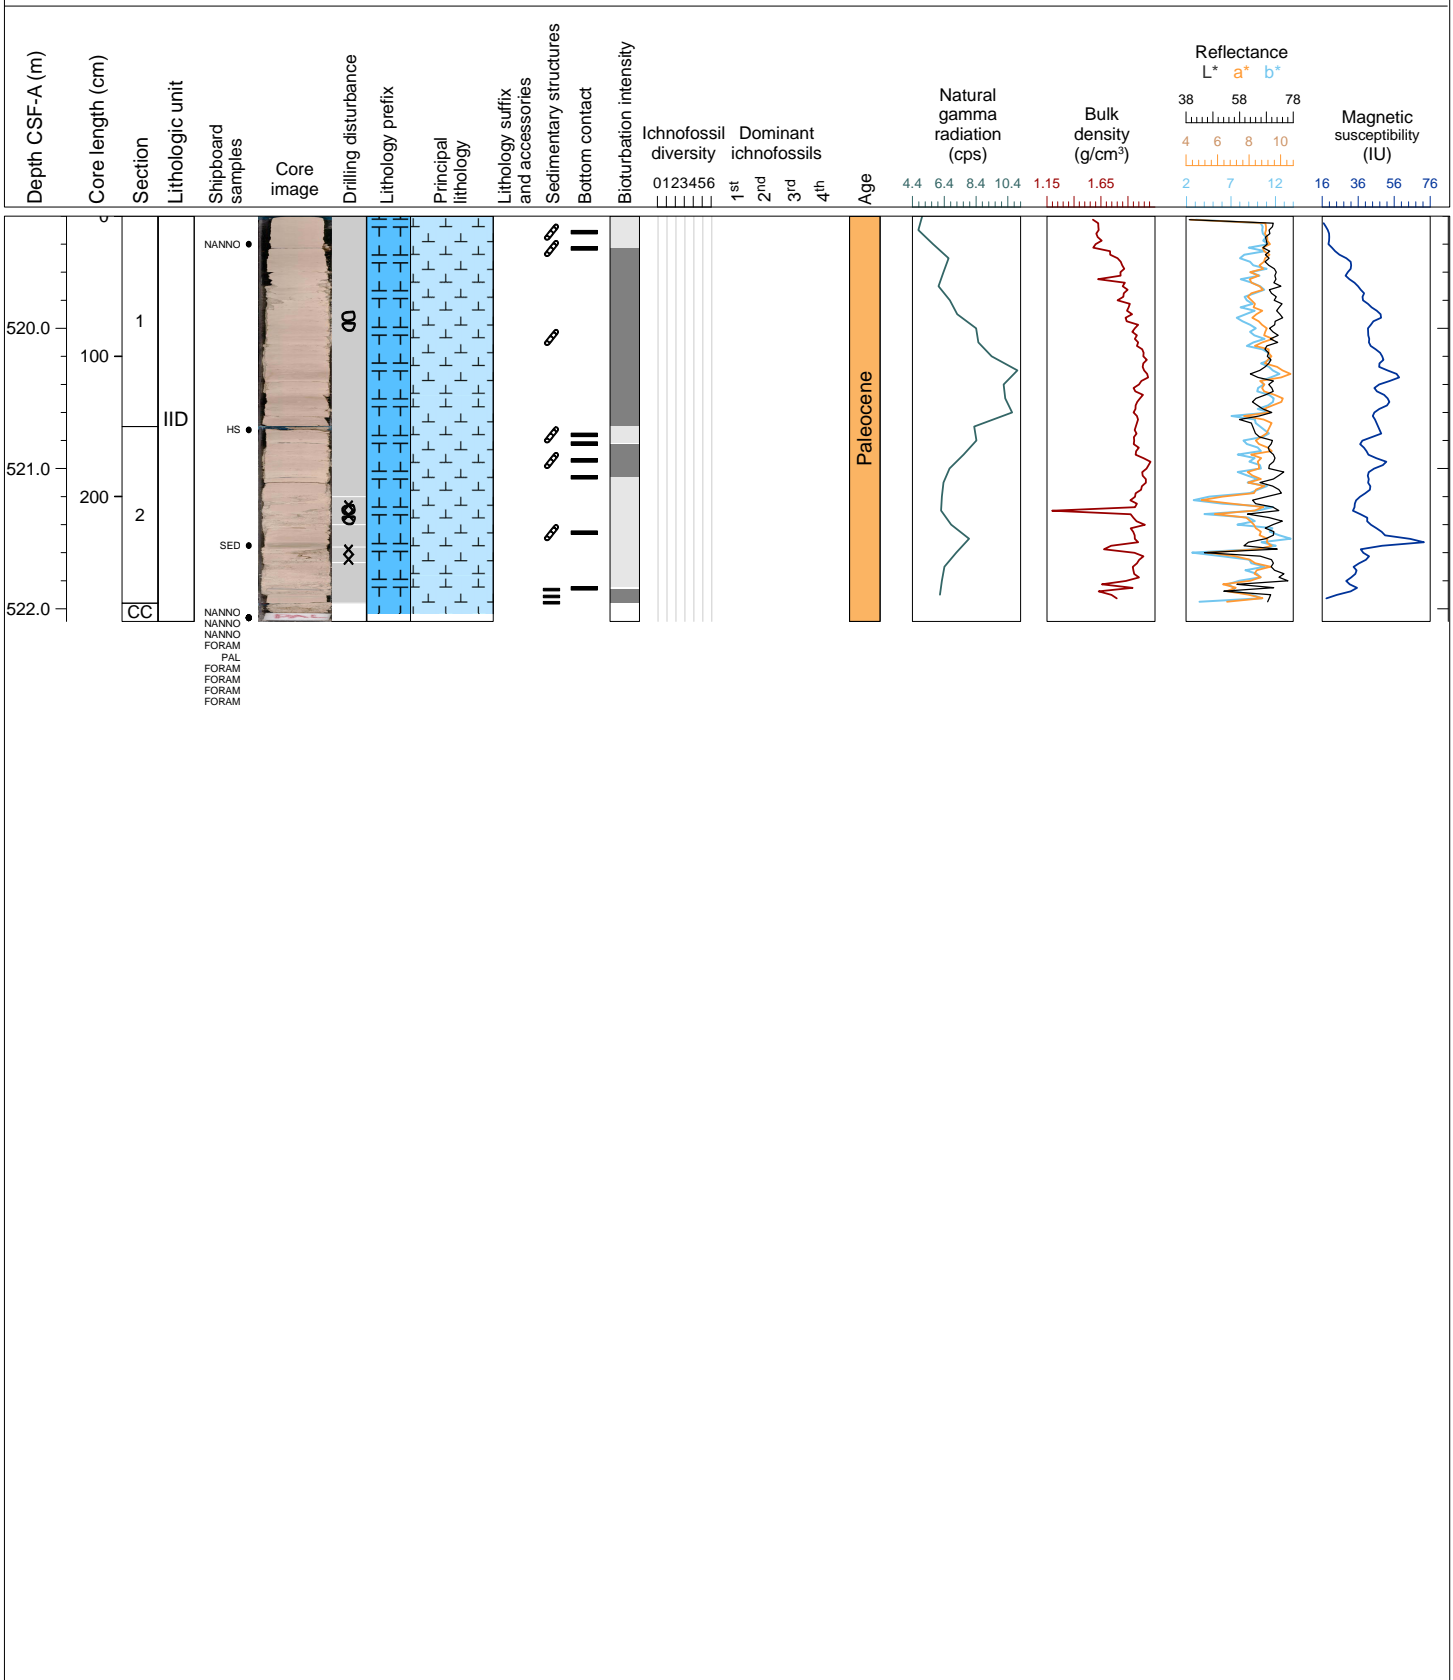 Depth CSF-A (m)
Core length (cm)
Section
Lithologic unit
Shipboard
samples
Core
image
Drilling disturbance
Lithology prefix
Principal
lithology
Lithology suffix
and accessories
Sedimentary structures
Bottom contact
Bioturbation intensity
Ichnofossil
diversity
0123456
Dominant
ichnofossils
1st
2nd
3rd
4th
Age
Natural
gamma
radiation
(cps)
4.4 6.4 8.4 10.4
Bulk
density
(g/cm³)
1.15 1.65
Reflectance
L* a* b*
38 58 78
4 6 8 10
2 7 12
Magnetic
susceptibility
(IU)
16 36 56 76
0
NANNO
1
520.0
100
IID
Paleocene
HS
521.0
200
2
SED
522.0
CC
NANNO
NANNO
NANNO
FORAM
PAL
FORAM
FORAM
FORAM
FORAM